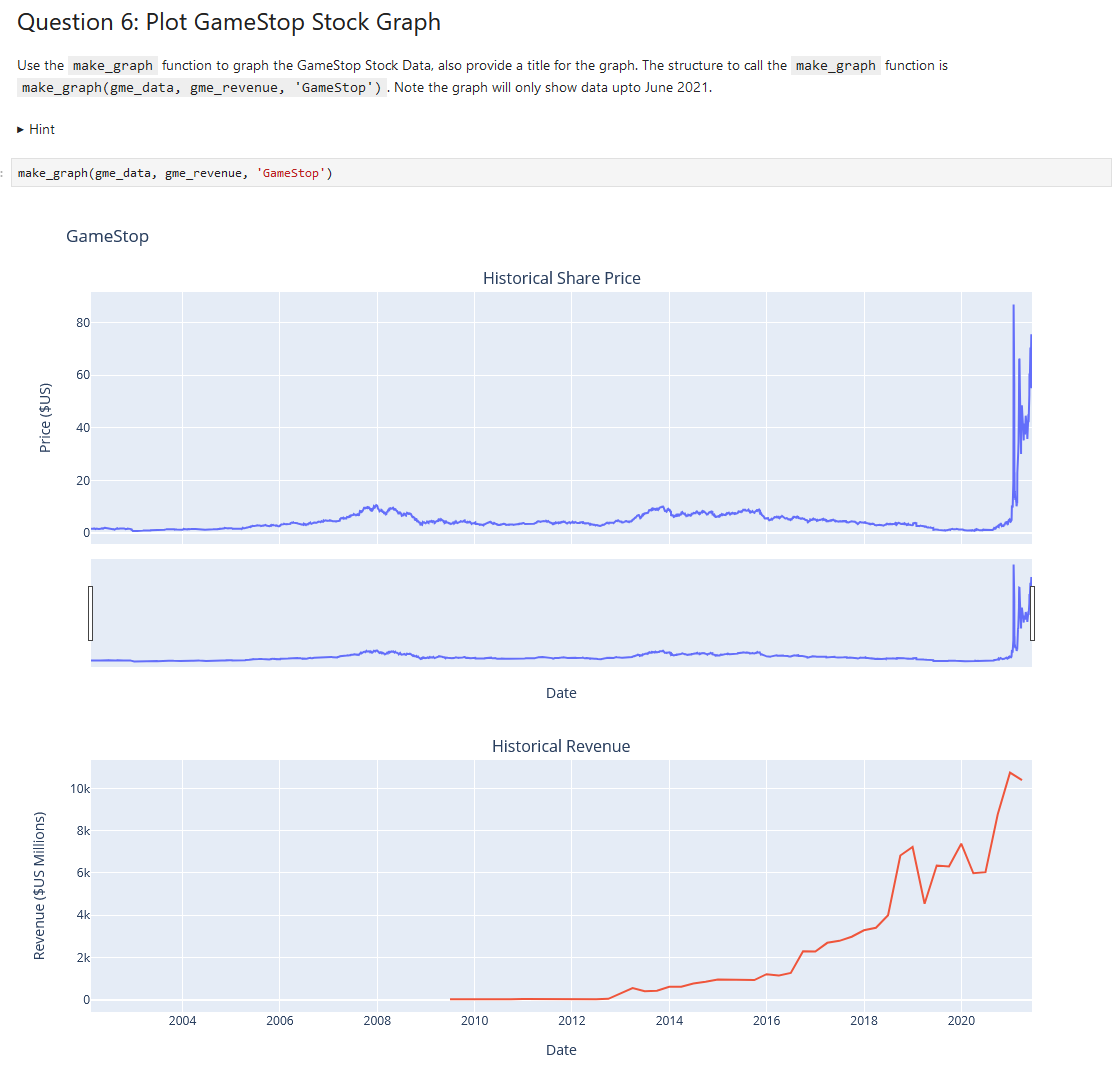 Question 6: Plot GameStop Stock Graph
Use the make_graph function to graph the GameStop Stock Data, also provide a title for the graph. The structure to call the make_graph function is
make_graph(gme_data, gme_revenue, 'GameStop'). Note the graph will only show data upto June 2021.
▸ Hint
: make_graph(gme_data, gme_revenue, 'GameStop')
GameStop
Historical Share Price
80
60
40
20
0
Price ($US)
Date
Historical Revenue
10k
8k
6k
4k
2k
0
Revenue ($US Millions)
2004 2006 2008 2010 2012 2014 2016 2018 2020
Date